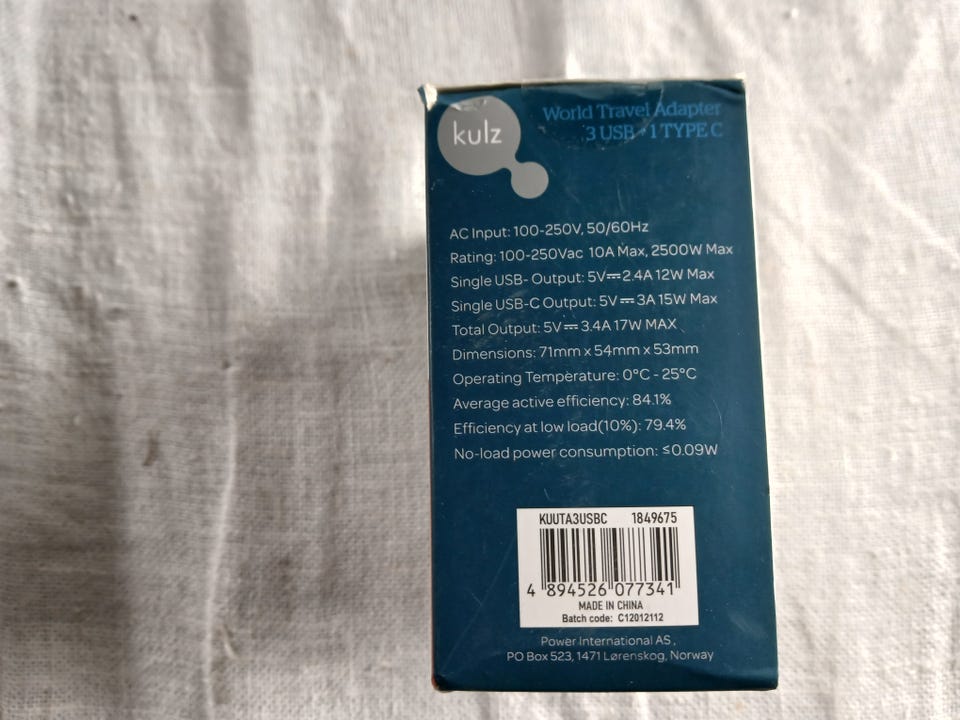 kulz
World Travel Adapter
3 USB + 1 TYPE C
AC Input: 100-250V, 50/60Hz
Rating: 100-250Vac 10A Max, 2500W Max
Single USB- Output: 5V⎓2.4A 12W Max
Single USB-C Output: 5V⎓3A 15W Max
Total Output: 5V⎓3.4A 17W MAX
Dimensions: 71mm x 54mm x 53mm
Operating Temperature: 0°C - 25°C
Average active efficiency: 84.1%
Efficiency at low load(10%): 79.4%
No-load power consumption: ≤0.09W
KUUTA3USBC 1849675
4 894526 077341
MADE IN CHINA
Batch code: C12012112
Power International AS,
PO Box 523, 1471 Lørenskog, Norway